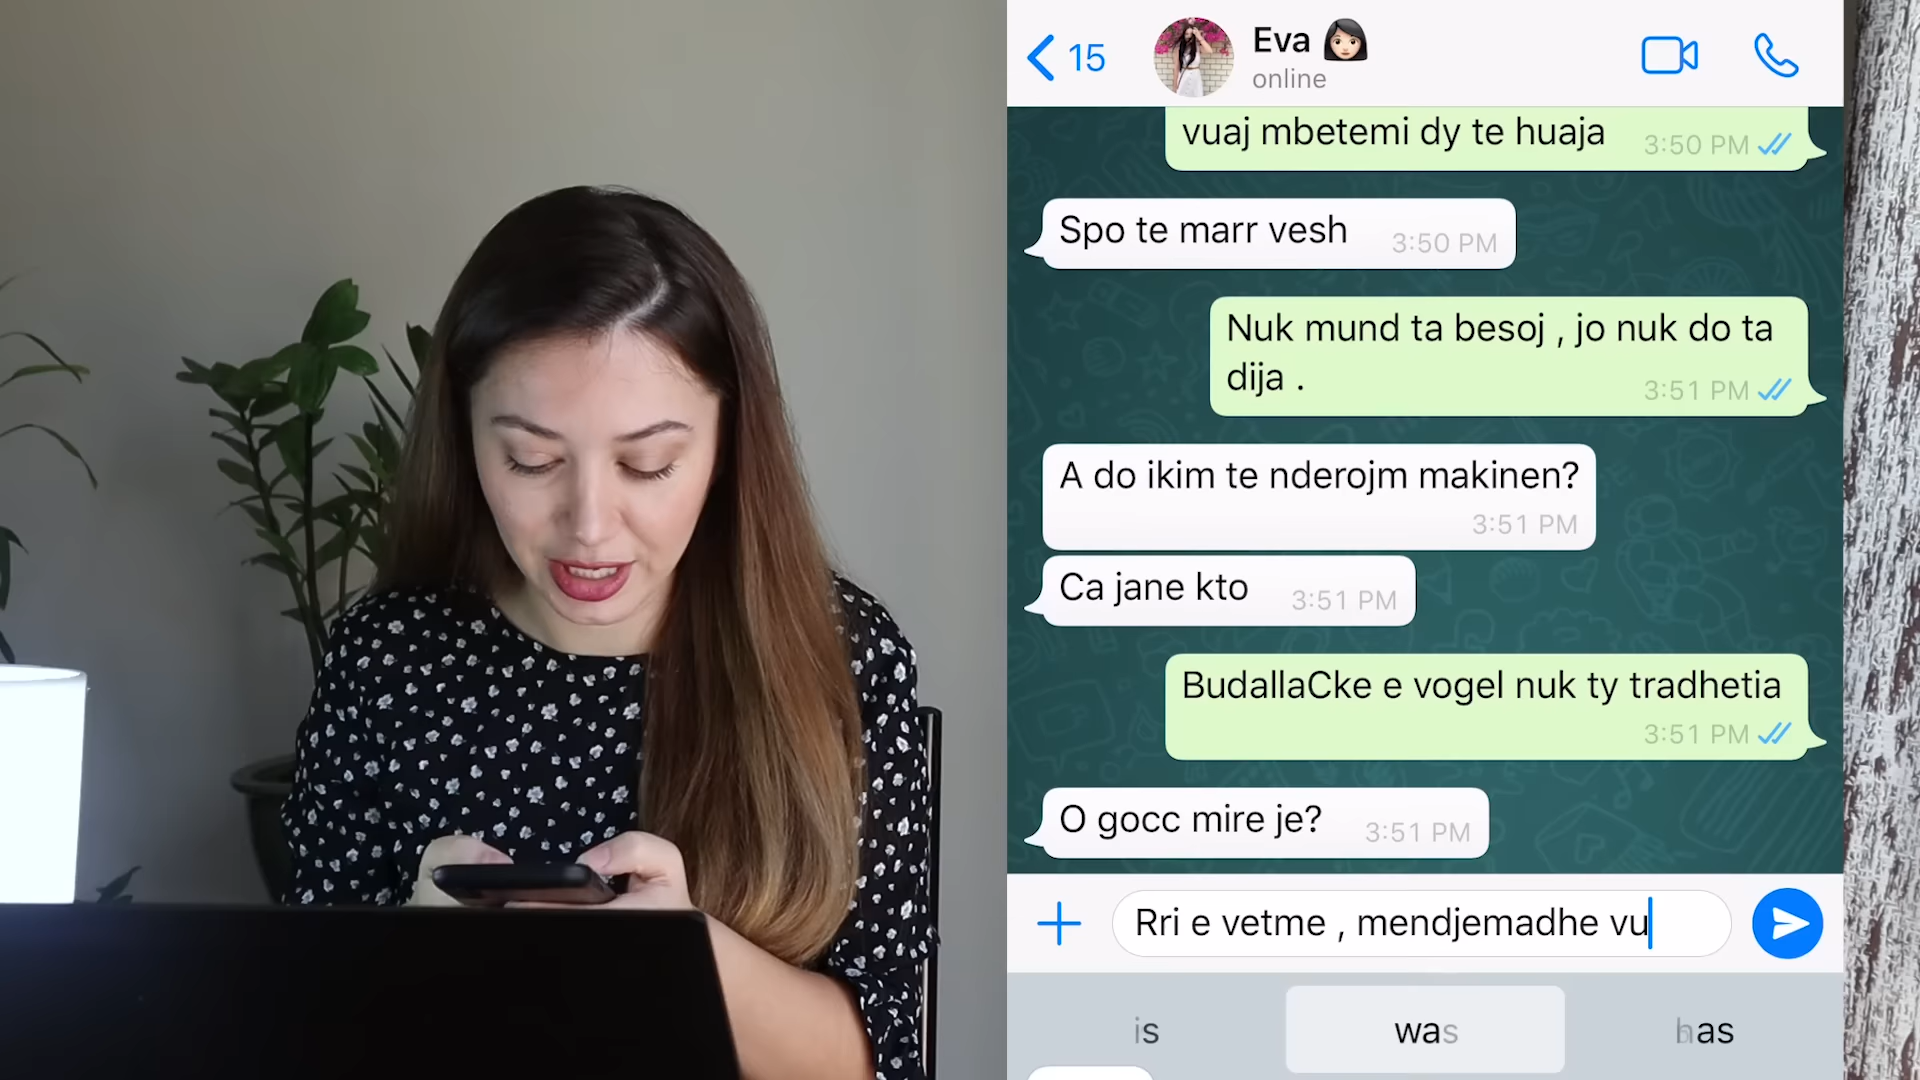 15
Eva
online
vuaj mbetemi dy te huaja
3:50 PM
Spo te marr vesh
3:50 PM
Nuk mund ta besoj , jo nuk do ta
dija .
3:51 PM
A do ikim te nderojm makinen?
3:51 PM
Ca jane kto
3:51 PM
BudallaCke e vogel nuk ty tradhetia
3:51 PM
O gocc mire je?
3:51 PM
Rri e vetme , mendjemadhe vu
is
was
has